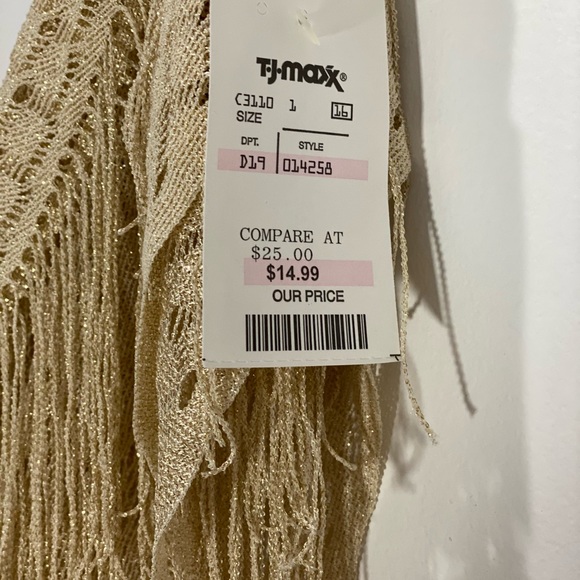 T·J·maxx®
C3110 1 16
SIZE
DPT. STYLE
D19 014258
COMPARE AT
$25.00
$14.99
OUR PRICE